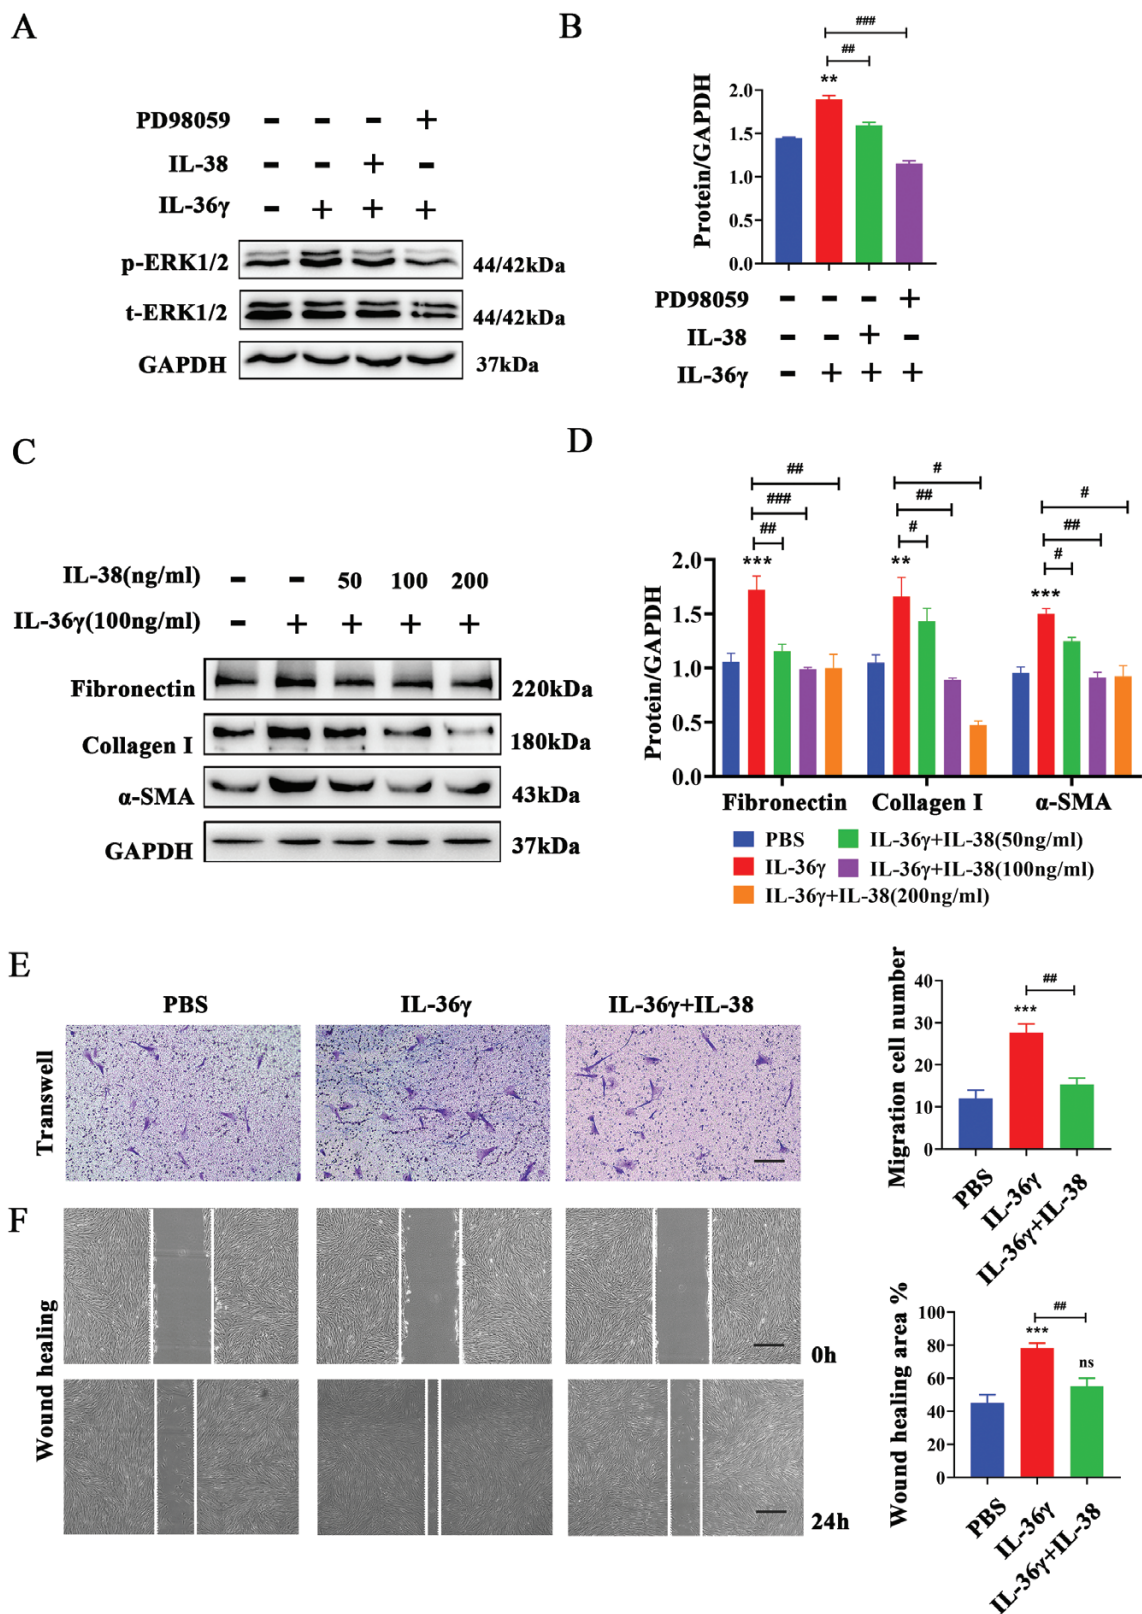 A
PD98059 - - - +
IL-38 - - + -
IL-36γ - + + +
p-ERK1/2 44/42kDa
t-ERK1/2 44/42kDa
GAPDH 37kDa
B
###
##
**
Protein/GAPDH
2.0
1.5
1.0
0.5
0.0
PD98059 - - - +
IL-38 - - + -
IL-36γ - + + +
C
IL-38(ng/ml) - - 50 100 200
IL-36γ(100ng/ml) - + + + +
Fibronectin 220kDa
Collagen I 180kDa
α-SMA 43kDa
GAPDH 37kDa
D
## # #
### ## ##
## # #
*** ** ***
Protein/GAPDH
2.0
1.5
1.0
0.5
0.0
Fibronectin Collagen I α-SMA
PBS IL-36γ+IL-38(50ng/ml)
IL-36γ IL-36γ+IL-38(100ng/ml)
IL-36γ+IL-38(200ng/ml)
E
PBS IL-36γ IL-36γ+IL-38
Transwell
Migration cell number
40
30
20
10
0
##
***
PBS
IL-36γ
IL-36γ+IL-38
F
Wound healing
0h
24h
Wound healing area %
100
80
60
40
20
0
##
***
ns
PBS
IL-36γ
IL-36γ+IL-38